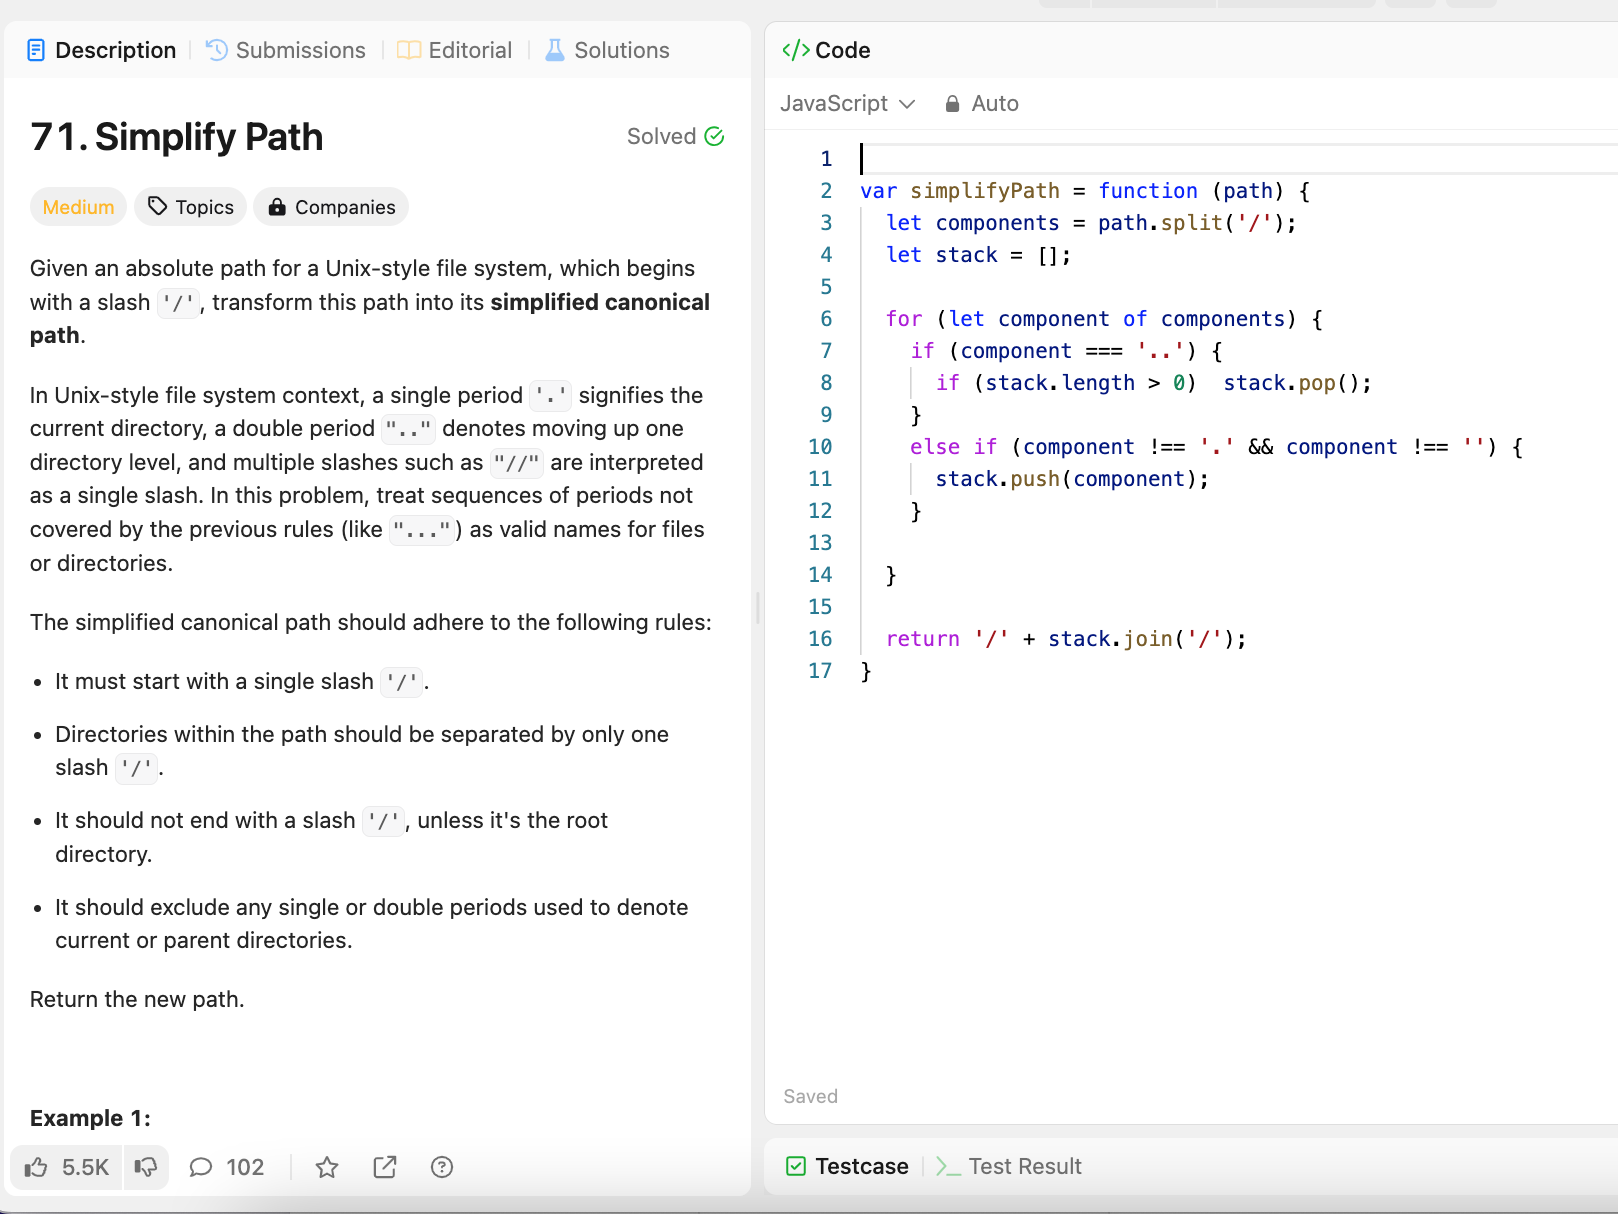 Description
Submissions
Editorial
Solutions
71. Simplify Path
Solved
Medium
Topics
Companies
Given an absolute path for a Unix-style file system, which begins
with a slash '/', transform this path into its simplified canonical
path.
In Unix-style file system context, a single period '.' signifies the
current directory, a double period ".." denotes moving up one
directory level, and multiple slashes such as "//" are interpreted
as a single slash. In this problem, treat sequences of periods not
covered by the previous rules (like "...") as valid names for files
or directories.
The simplified canonical path should adhere to the following rules:
• It must start with a single slash '/'.
• Directories within the path should be separated by only one
slash '/'.
• It should not end with a slash '/', unless it's the root
directory.
• It should exclude any single or double periods used to denote
current or parent directories.
Return the new path.
Example 1:
5.5K
102
</> Code
JavaScript
Auto
1
2 var simplifyPath = function (path) {
3   let components = path.split('/');
4   let stack = [];
5
6   for (let component of components) {
7     if (component === '..') {
8       if (stack.length > 0)  stack.pop();
9     }
10     else if (component !== '.' && component !== '') {
11       stack.push(component);
12     }
13
14   }
15
16   return '/' + stack.join('/');
17 }
Saved
Testcase
Test Result